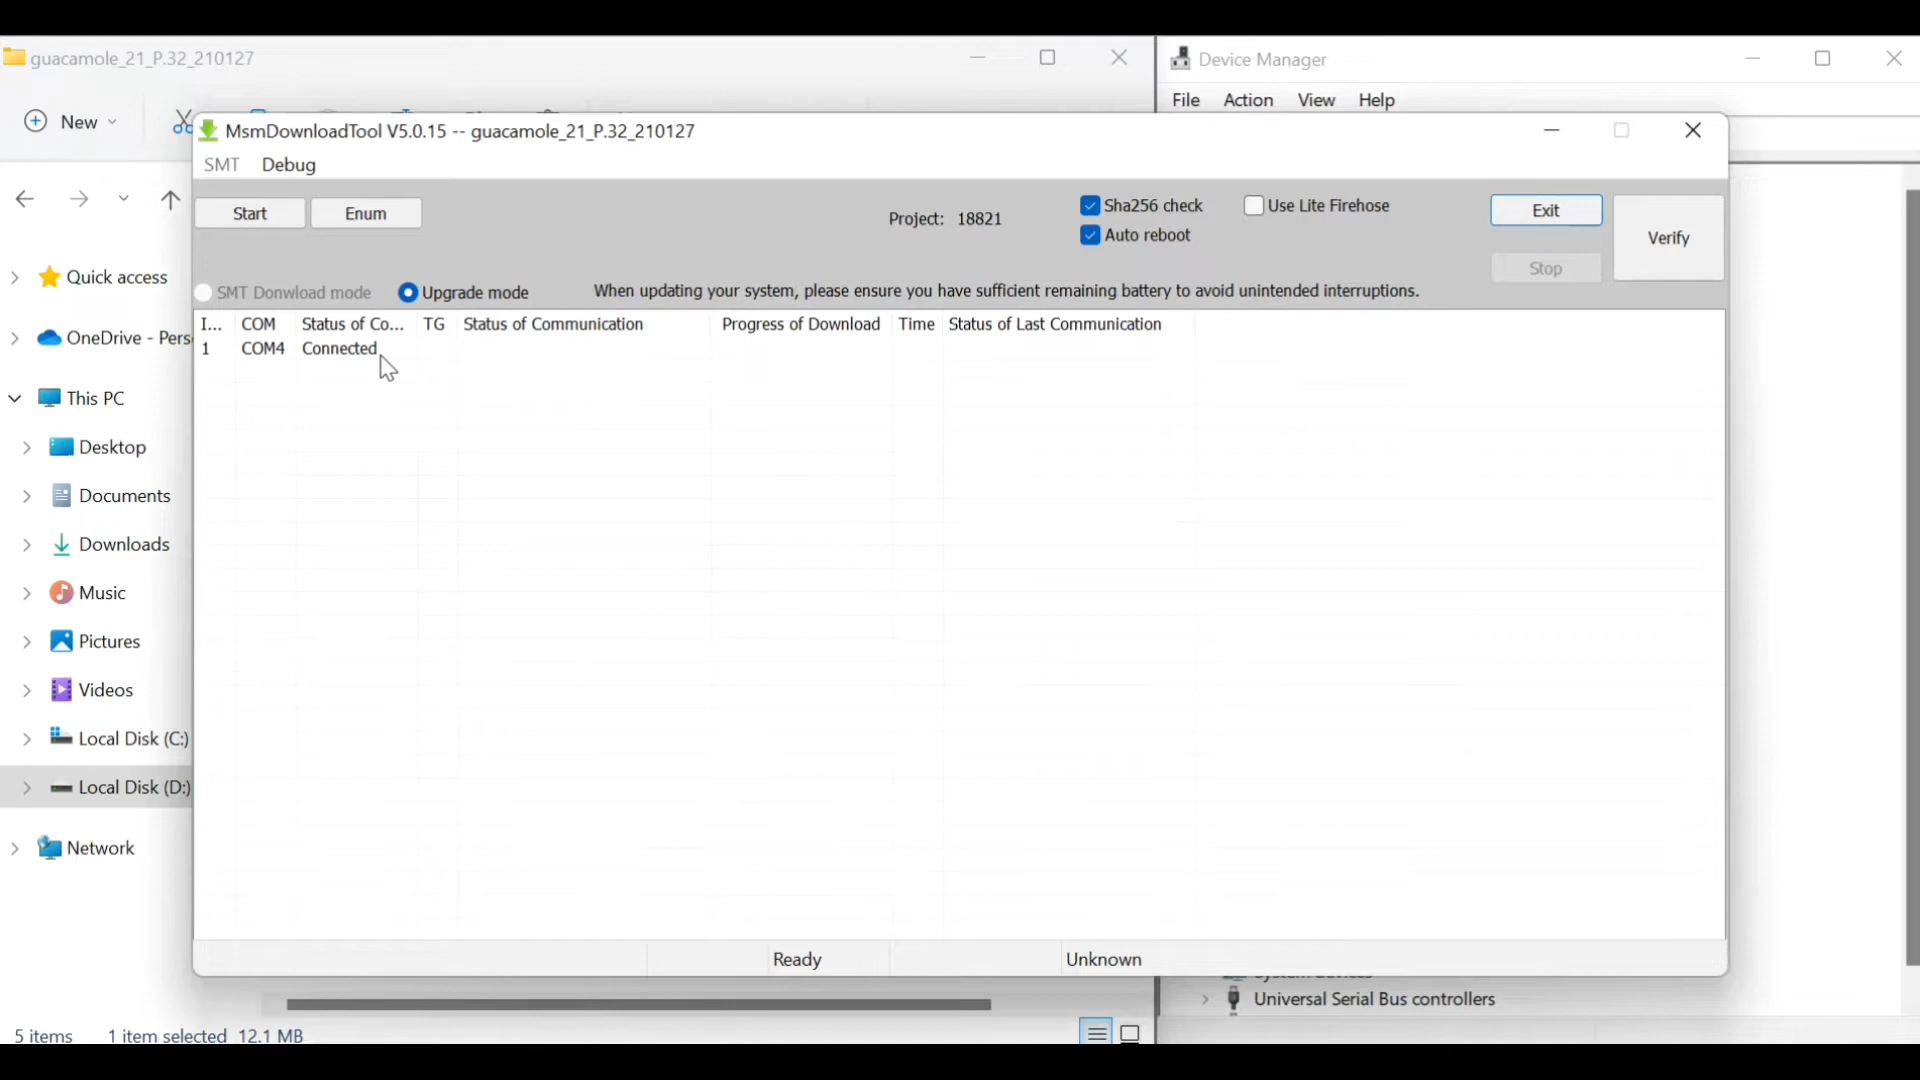 guacamole_21_P.32_210127
Device Manager
New
File Action View Help
MsmDownloadTool V5.0.15 -- guacamole_21_P.32_210127
SMT Debug
Start Enum
Project: 18821
Sha256 check
Use Lite Firehose
Auto reboot
Exit
Verify
Stop
SMT Donwload mode
Upgrade mode
When updating your system, please ensure you have sufficient remaining battery to avoid unintended interruptions.
I... COM Status of Co... TG Status of Communication Progress of Download Time Status of Last Communication
1 COM4 Connected
Quick access
OneDrive - Pers
This PC
Desktop
Documents
Downloads
Music
Pictures
Videos
Local Disk (C:)
Local Disk (D:)
Network
Ready
Unknown
Universal Serial Bus controllers
5 items 1 item selected 12.1 MB